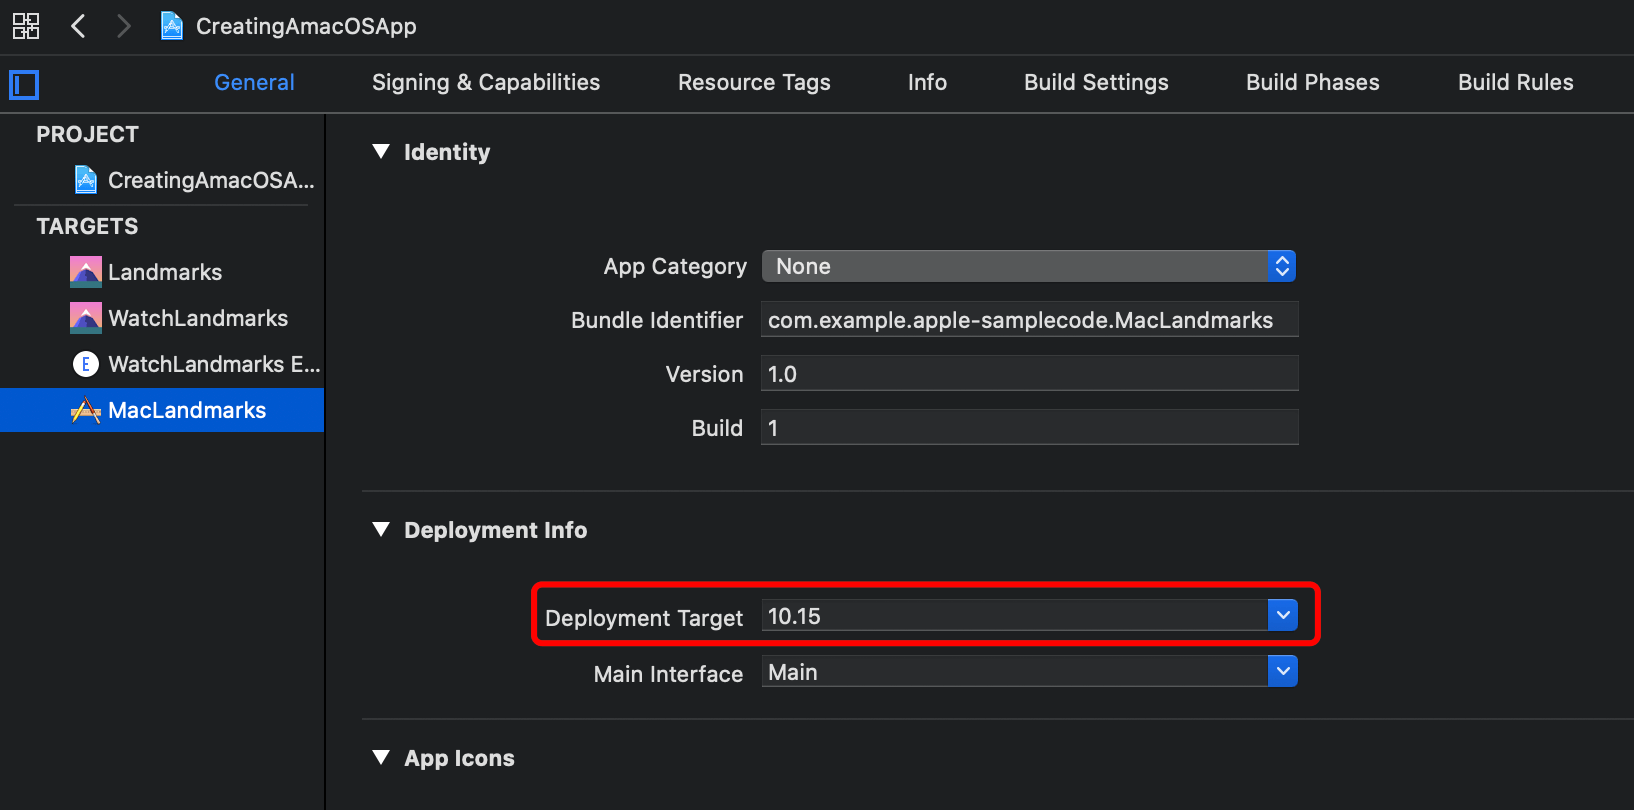 CreatingAmacOSApp
General Signing & Capabilities Resource Tags Info Build Settings Build Phases Build Rules
PROJECT
CreatingAmacOSA...
TARGETS
Landmarks
WatchLandmarks
E WatchLandmarks E...
MacLandmarks
Identity
App Category None
Bundle Identifier com.example.apple-samplecode.MacLandmarks
Version 1.0
Build 1
Deployment Info
Deployment Target 10.15
Main Interface Main
App Icons